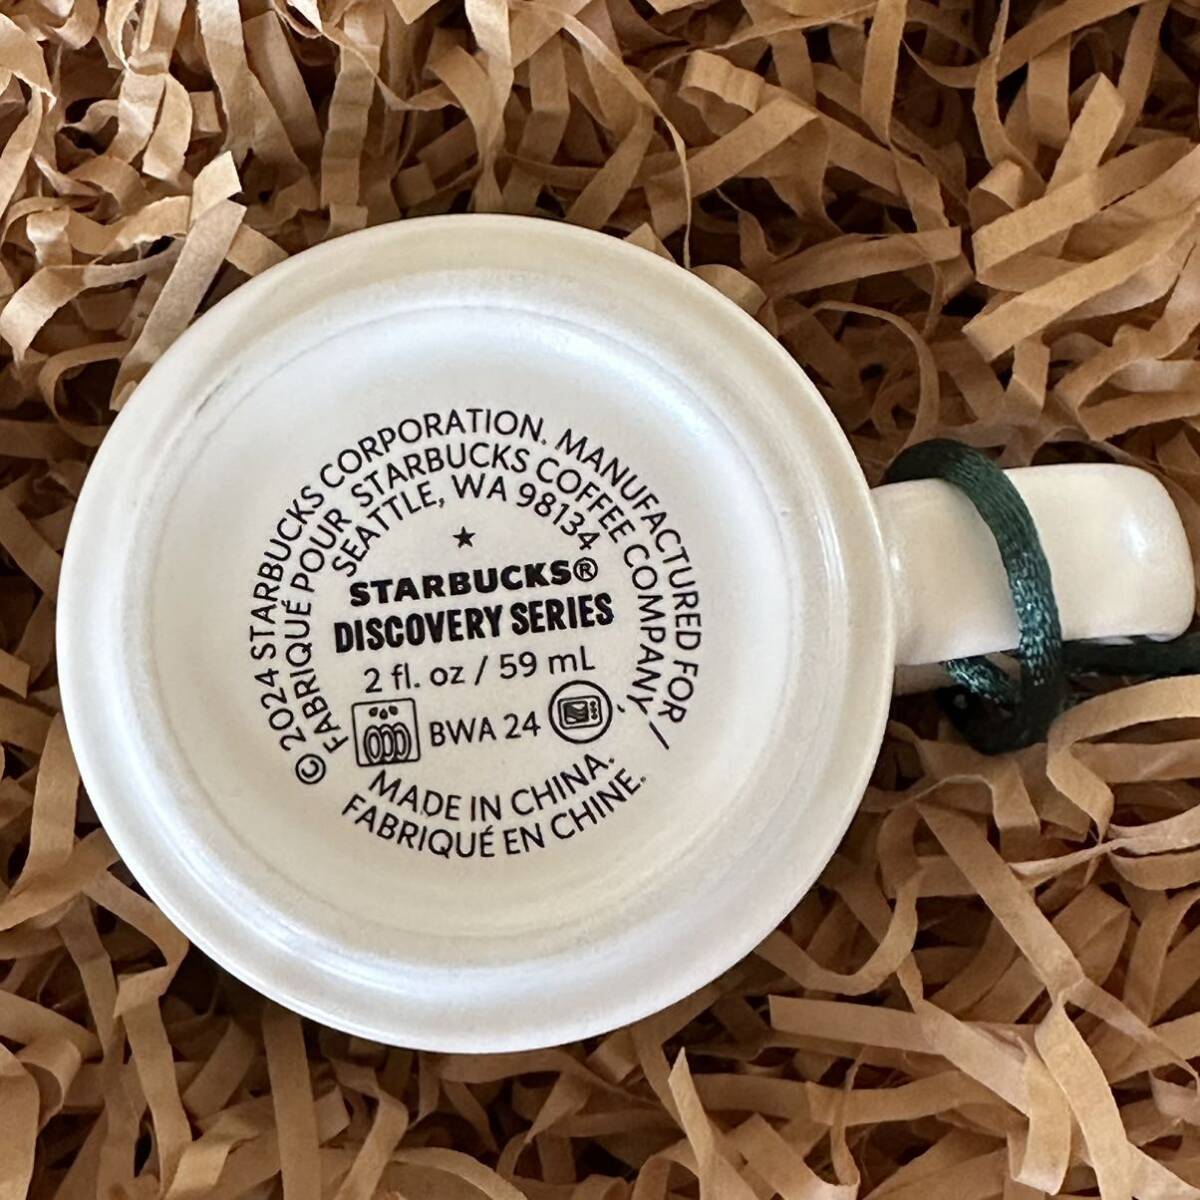 © 2024 STARBUCKS CORPORATION. MANUFACTURED FOR /
FABRIQUÉ POUR STARBUCKS COFFEE COMPANY,
SEATTLE, WA 98134
STARBUCKS®
DISCOVERY SERIES
2 fl. oz / 59 mL
BWA 24
MADE IN CHINA.
FABRIQUÉ EN CHINE.